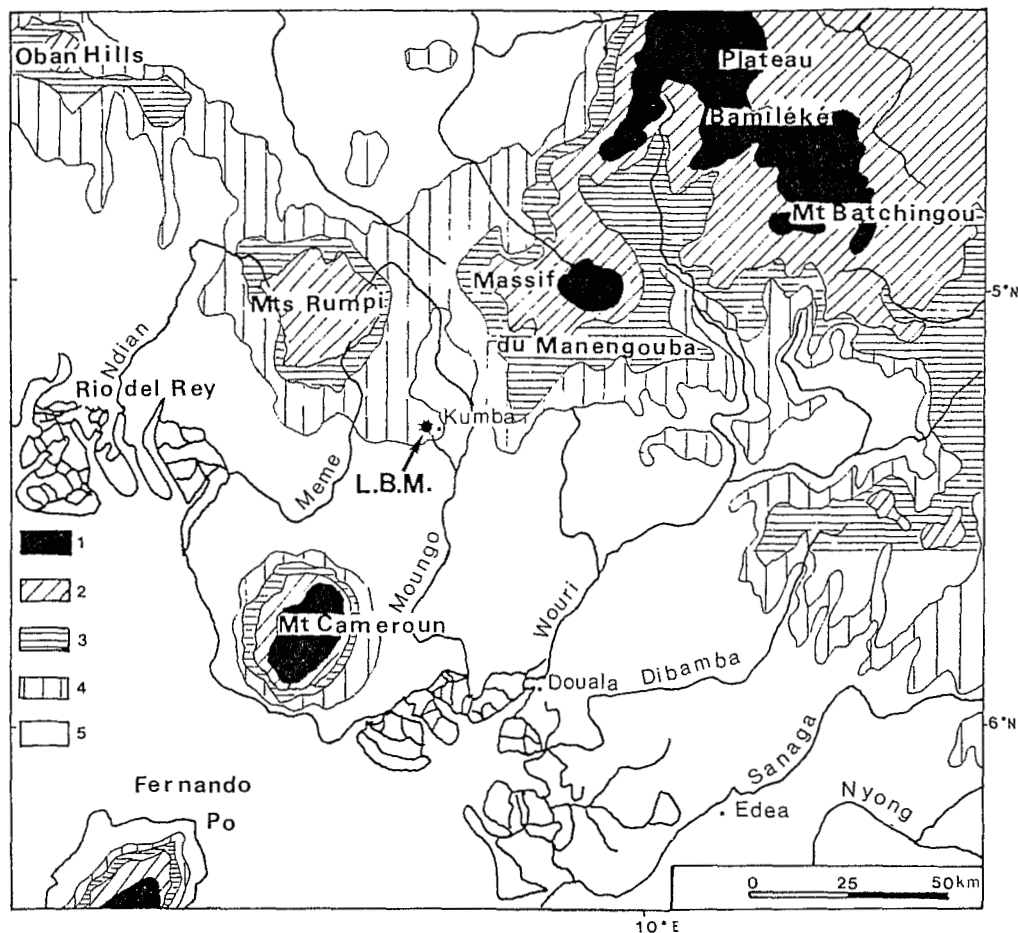 Oban Hills
Plateau
Bamiléké
Mt Batchingou
Massif
du Manengouba
Mts Rumpi
5°N
Ndian
Rio del Rey
Kumba
L.B.M.
Meme
Moungo
Wouri
1
2
3
4
5
Mt Cameroun
Douala
Dibamba
6°N
Sanaga
Edea
Nyong
Fernando
Po
0 25 50 km
10°E